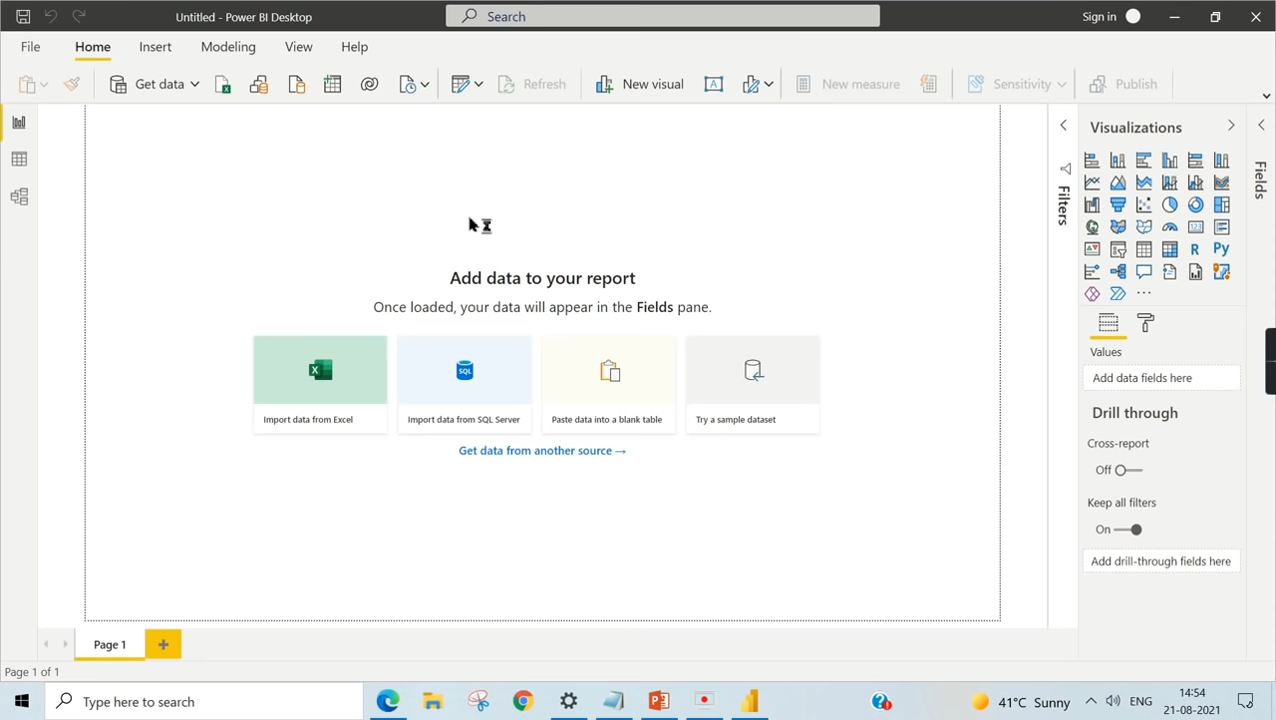 Untitled - Power BI Desktop
Search
Sign in
File
Home
Insert
Modeling
View
Help
Get data
Refresh
New visual
A
New measure
Sensitivity
Publish
Add data to your report
Once loaded, your data will appear in the Fields pane.
X
SQL
Import data from Excel
Import data from SQL Server
Paste data into a blank table
Try a sample dataset
Get data from another source →
Filters
Visualizations
Fields
123
R
Py
Values
Add data fields here
Drill through
Cross-report
Off
Keep all filters
On
Add drill-through fields here
Page 1
Page 1 of 1
Type here to search
41°C Sunny
ENG
14:54
21-08-2021